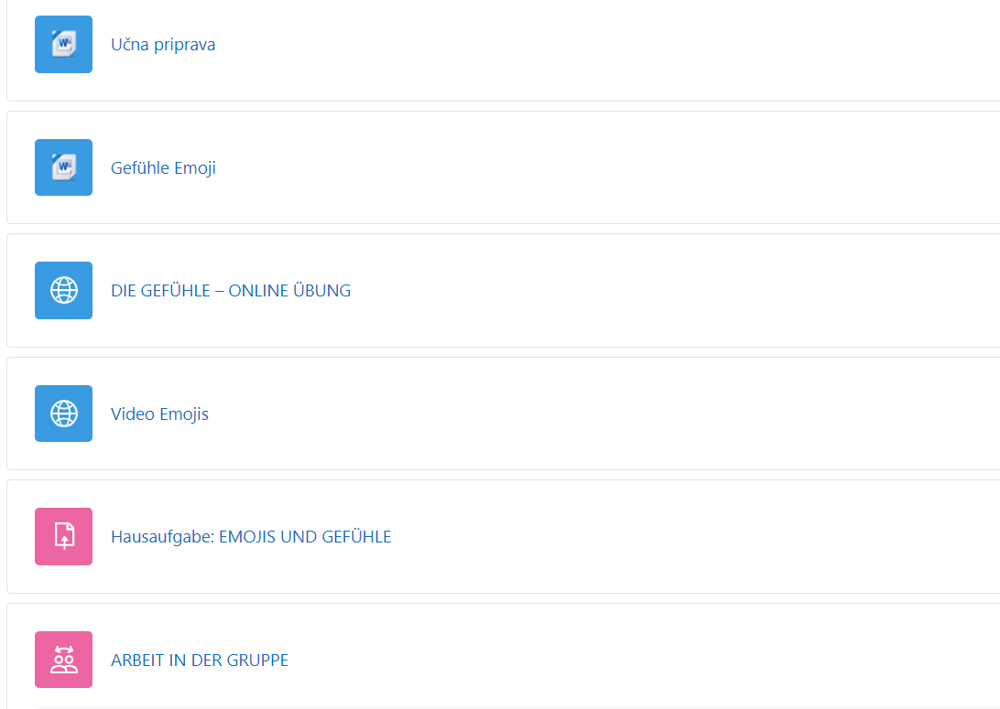 Učna priprava
Gefühle Emoji
DIE GEFÜHLE – ONLINE ÜBUNG
Video Emojis
Hausaufgabe: EMOJIS UND GEFÜHLE
ARBEIT IN DER GRUPPE